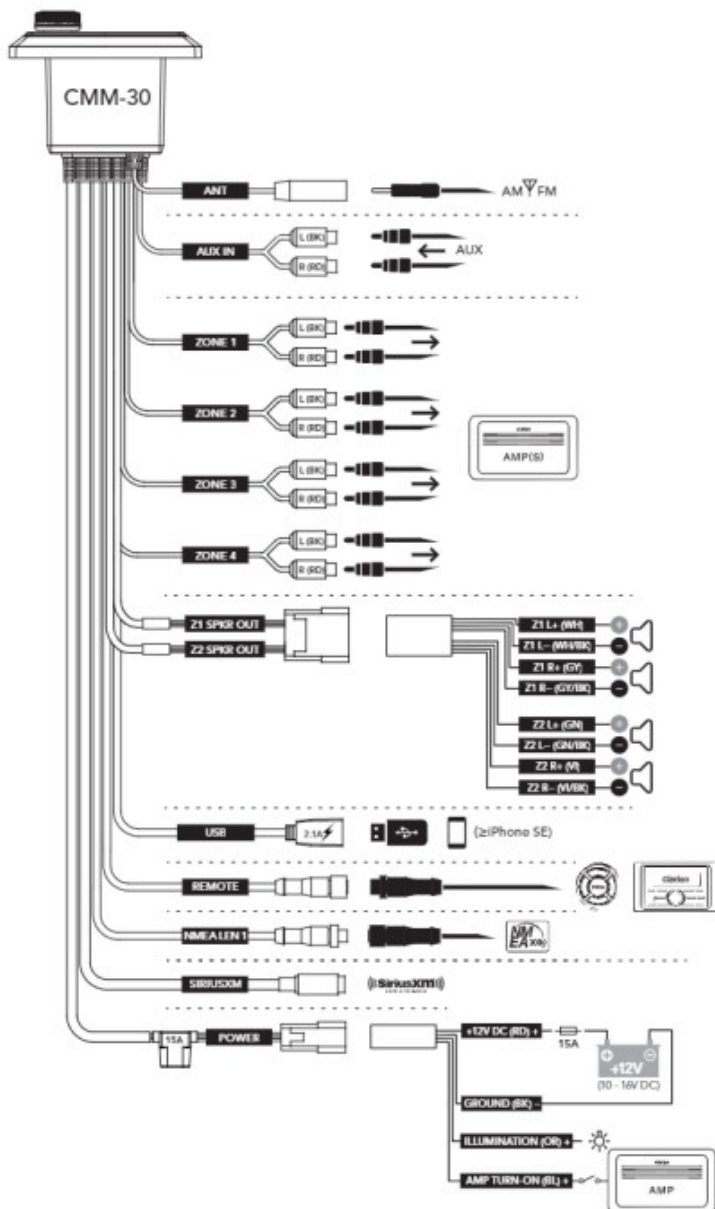 CMM-30
ANT
AM FM
AUX IN
L (BK)
R (RD)
AUX
ZONE 1
L (BK)
R (RD)
ZONE 2
L (BK)
R (RD)
AMP(S)
ZONE 3
L (BK)
R (RD)
ZONE 4
L (BK)
R (RD)
Z1 SPKR OUT
Z2 SPKR OUT
Z1 L+ (WH) +
Z1 L– (WH/BK) –
Z1 R+ (GY) +
Z1 R– (GY/BK) –
Z2 L+ (GN) +
Z2 L– (GN/BK) –
Z2 R+ (VI) +
Z2 R– (VI/BK) –
USB
2.1A
(≥iPhone SE)
REMOTE
Clarion
NMEA LEN 1
NMEA
SIRIUSXM
((SiriusXM))
POWER
15A
+12V DC (RD) +
15A
+ –
+12V
(10 - 16V DC)
GROUND (BK) –
ILLUMINATION (OR) +
AMP TURN-ON (BL) +
AMP